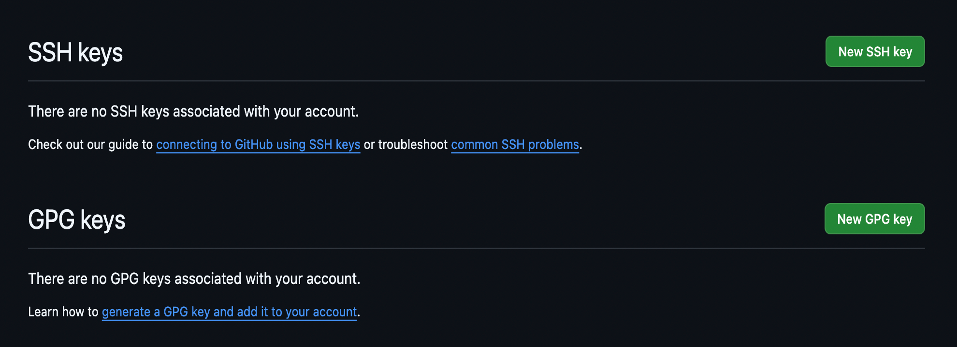 SSH keys
New SSH key
There are no SSH keys associated with your account.
Check out our guide to connecting to GitHub using SSH keys or troubleshoot common SSH problems.
GPG keys
New GPG key
There are no GPG keys associated with your account.
Learn how to generate a GPG key and add it to your account.